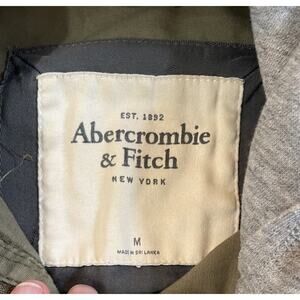 EST. 1892
Abercrombie
& Fitch
NEW YORK
M
MADE IN SRI LANKA